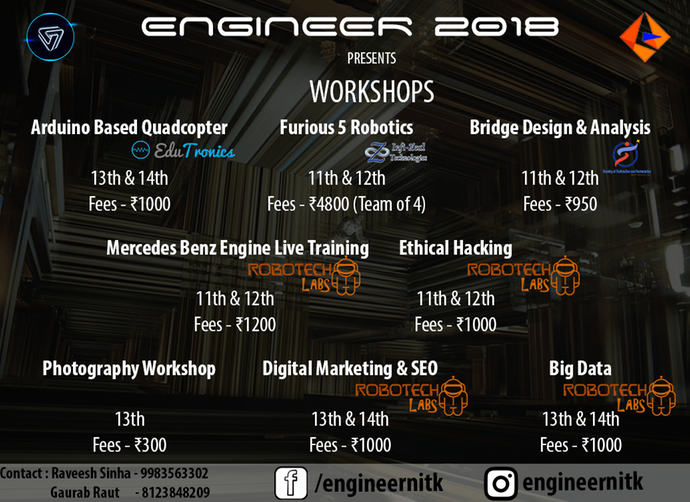 ENGINEER 2018
PRESENTS
WORKSHOPS
Arduino Based Quadcopter
EduTronics
13th & 14th
Fees - ₹1000
Furious 5 Robotics
Technologies
11th & 12th
Fees - ₹4800 (Team of 4)
Bridge Design & Analysis
11th & 12th
Fees - ₹950
Mercedes Benz Engine Live Training
ROBOTECH
LABS
11th & 12th
Fees - ₹1200
Ethical Hacking
ROBOTECH
LABS
11th & 12th
Fees - ₹1000
Photography Workshop
13th
Fees - ₹300
Digital Marketing & SEO
ROBOTECH
LABS
13th & 14th
Fees - ₹1000
Big Data
ROBOTECH
LABS
13th & 14th
Fees - ₹1000
Contact : Raveesh Sinha - 9983563302
Gaurab Raut - 8123848209
f /engineernitk
engineernitk